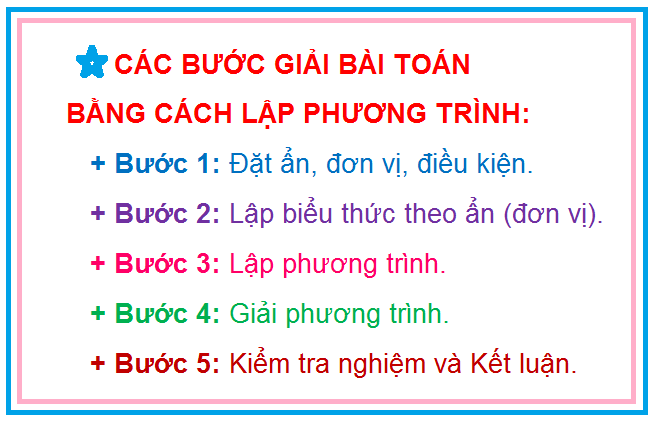 CÁC BƯỚC GIẢI BÀI TOÁN
BẰNG CÁCH LẬP PHƯƠNG TRÌNH:
+ Bước 1: Đặt ẩn, đơn vị, điều kiện.
+ Bước 2: Lập biểu thức theo ẩn (đơn vị).
+ Bước 3: Lập phương trình.
+ Bước 4: Giải phương trình.
+ Bước 5: Kiểm tra nghiệm và Kết luận.